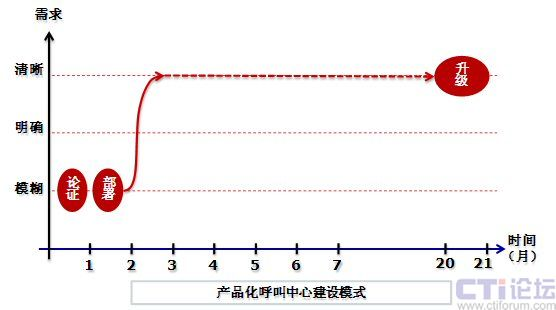 需求
清晰
升级
明确
模糊
论证
部署
时间
（月）
1 2 3 4 5 6 7 20 21
产品化呼叫中心建设模式
CTi论坛
www.ctiforum.com